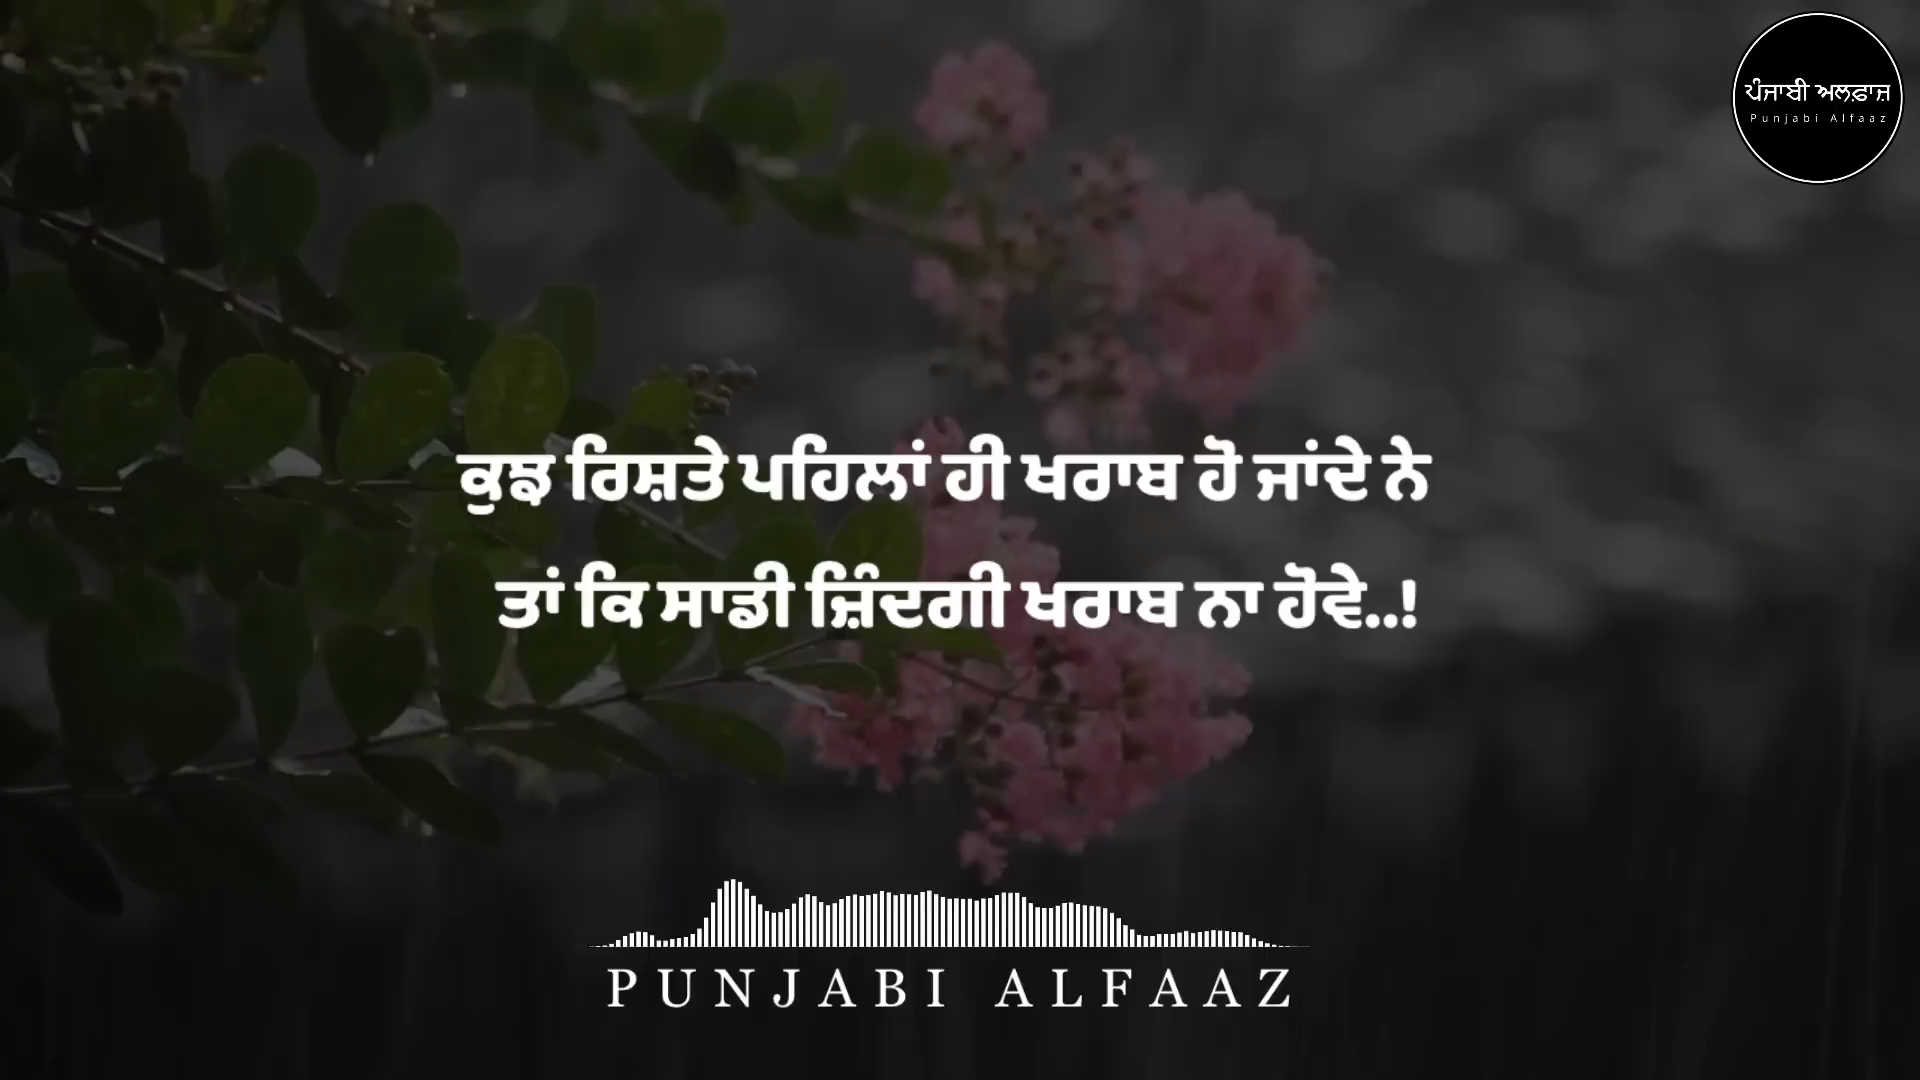 ਪੰਜਾਬੀ ਅਲਫਾਜ਼
Punjabi Alfaaz
ਕੁਝ ਰਿਸ਼ਤੇ ਪਹਿਲਾਂ ਹੀ ਖਰਾਬ ਹੋ ਜਾਂਦੇ ਨੇ
ਤਾਂ ਕਿ ਸਾਡੀ ਜ਼ਿੰਦਗੀ ਖਰਾਬ ਨਾ ਹੋਵੇ..!
PUNJABI ALFAAZ